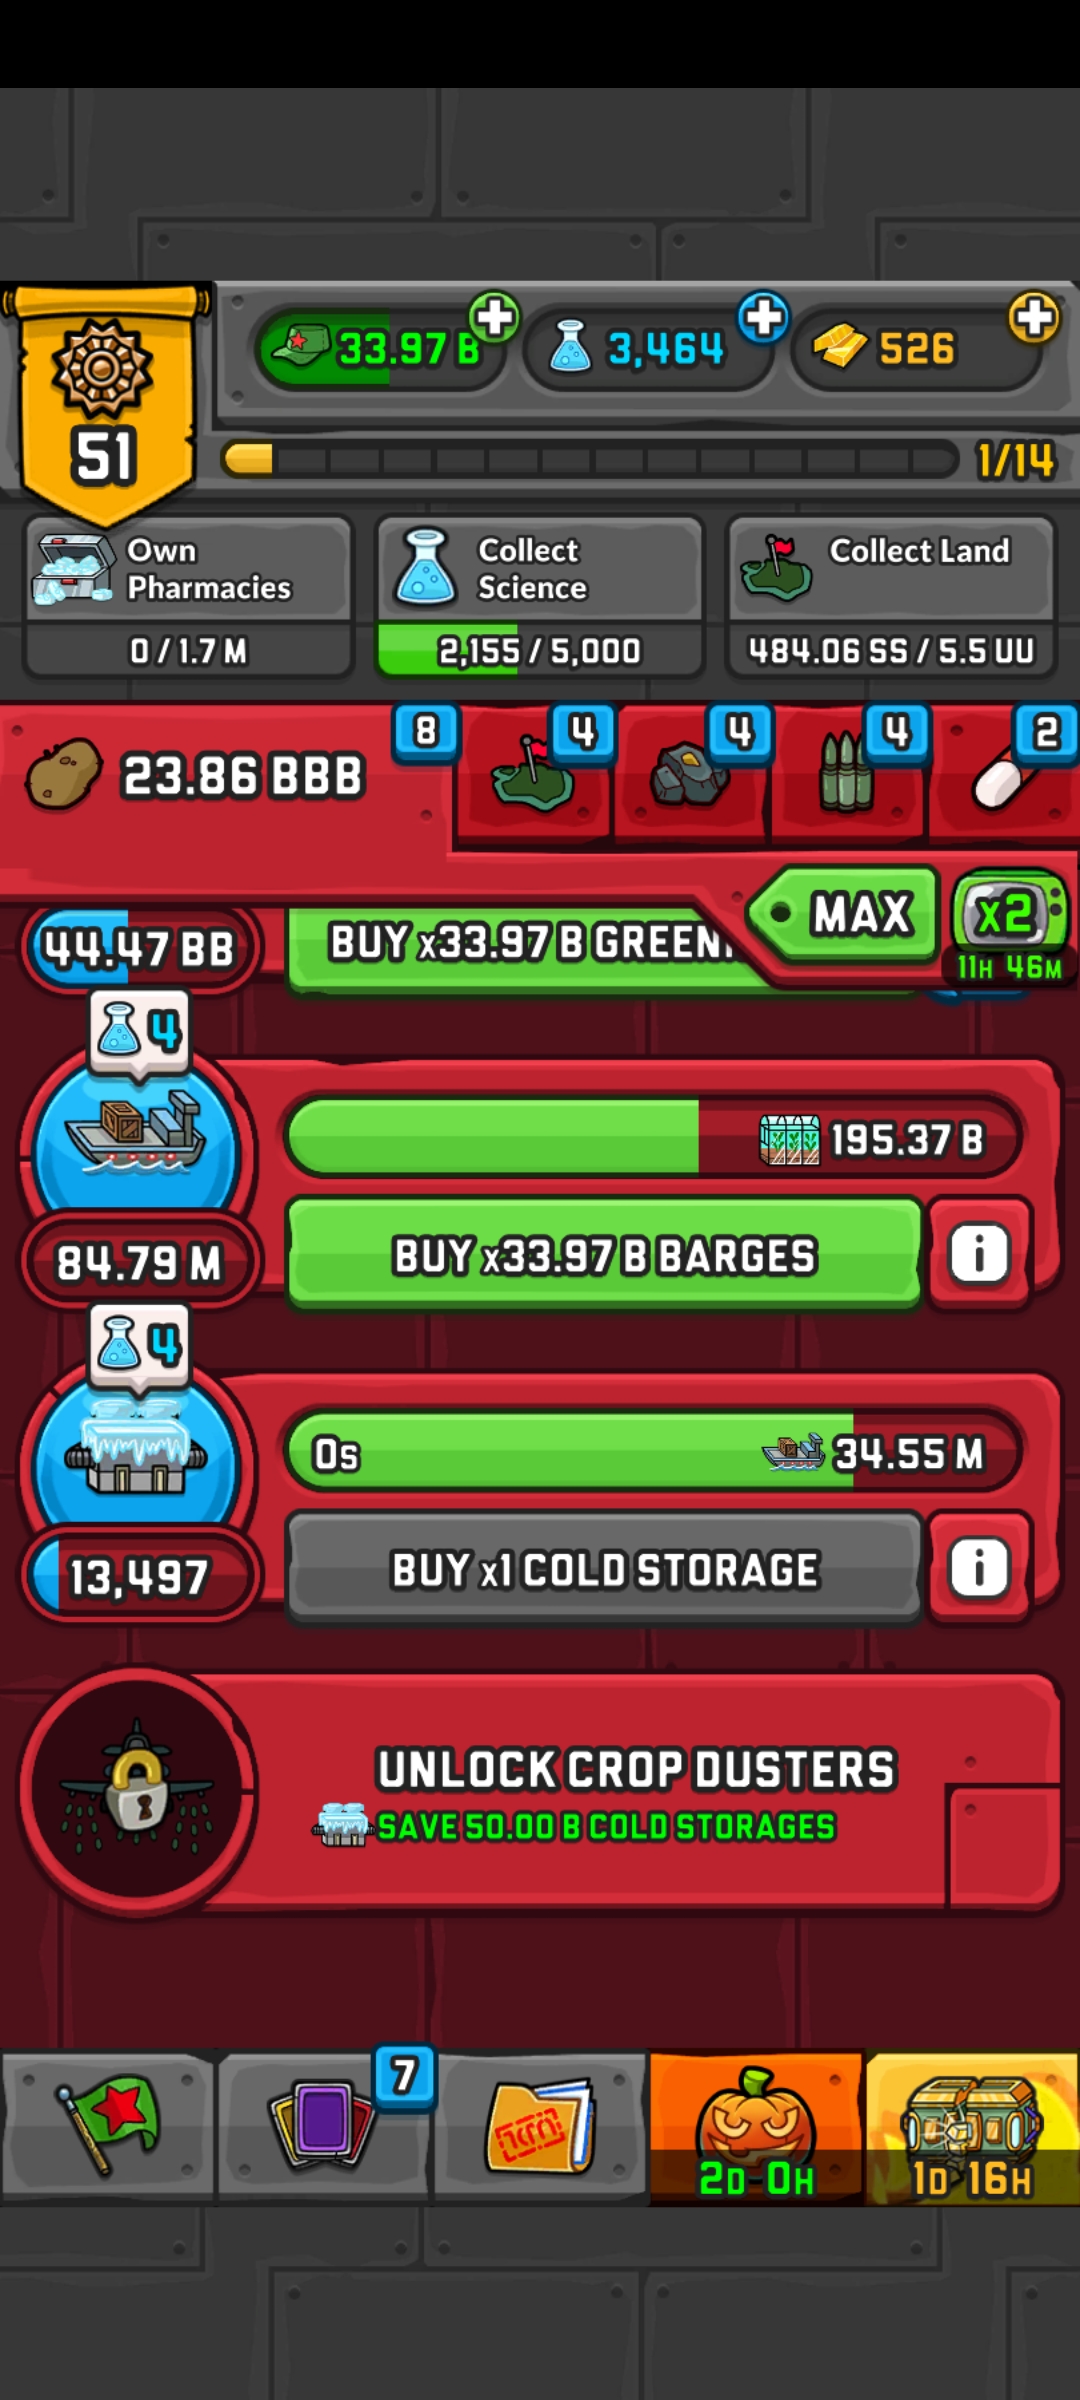 33.97 B
3,464
526
51
1/14
Own
Pharmacies
0 / 1.7 M
Collect
Science
2,155 / 5,000
Collect Land
484.06 SS / 5.5 UU
23.86 BBB
8
4
4
4
2
MAX
x2
11H 46M
44.47 BB
BUY x33.97 B GREEN
4
195.37 B
84.79 M
BUY x33.97 B BARGES
i
4
0s
34.55 M
13,497
BUY x1 COLD STORAGE
i
UNLOCK CROP DUSTERS
SAVE 50.00 B COLD STORAGES
7
2D 0H
1D 16H